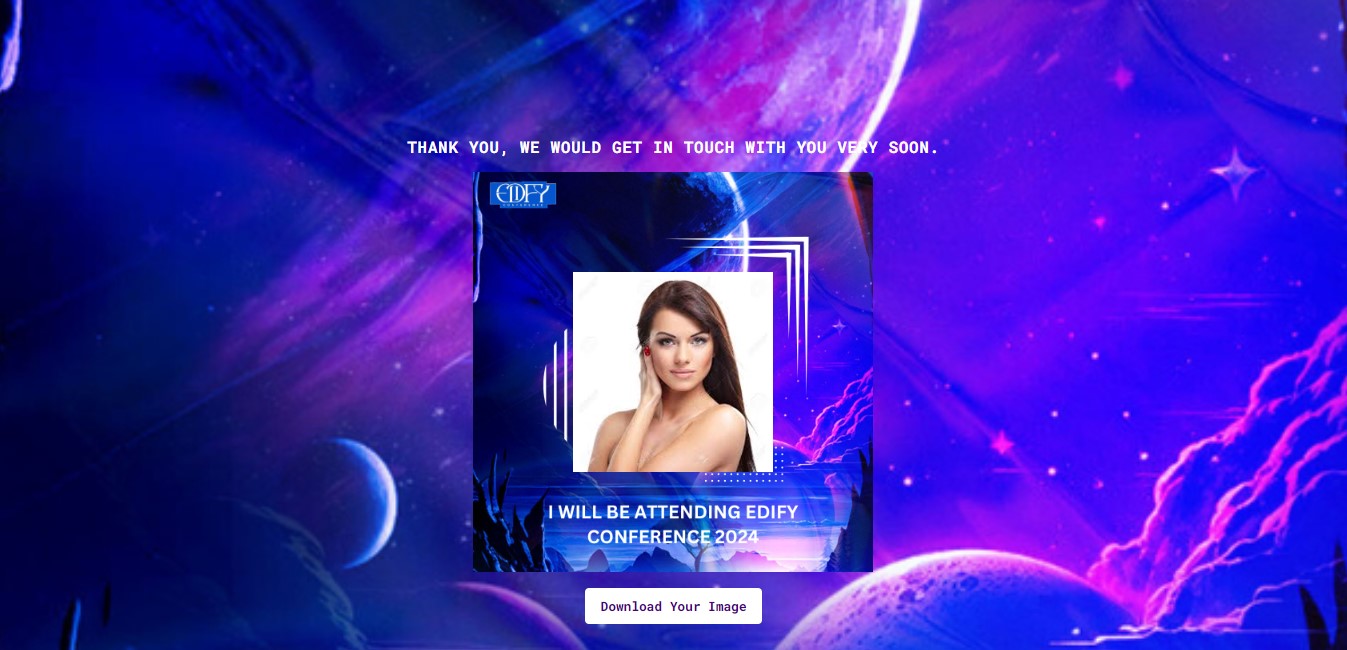 THANK YOU, WE WOULD GET IN TOUCH WITH YOU VERY SOON.
EDIFY
CONFERENCE
I WILL BE ATTENDING EDIFY
CONFERENCE 2024
Download Your Image